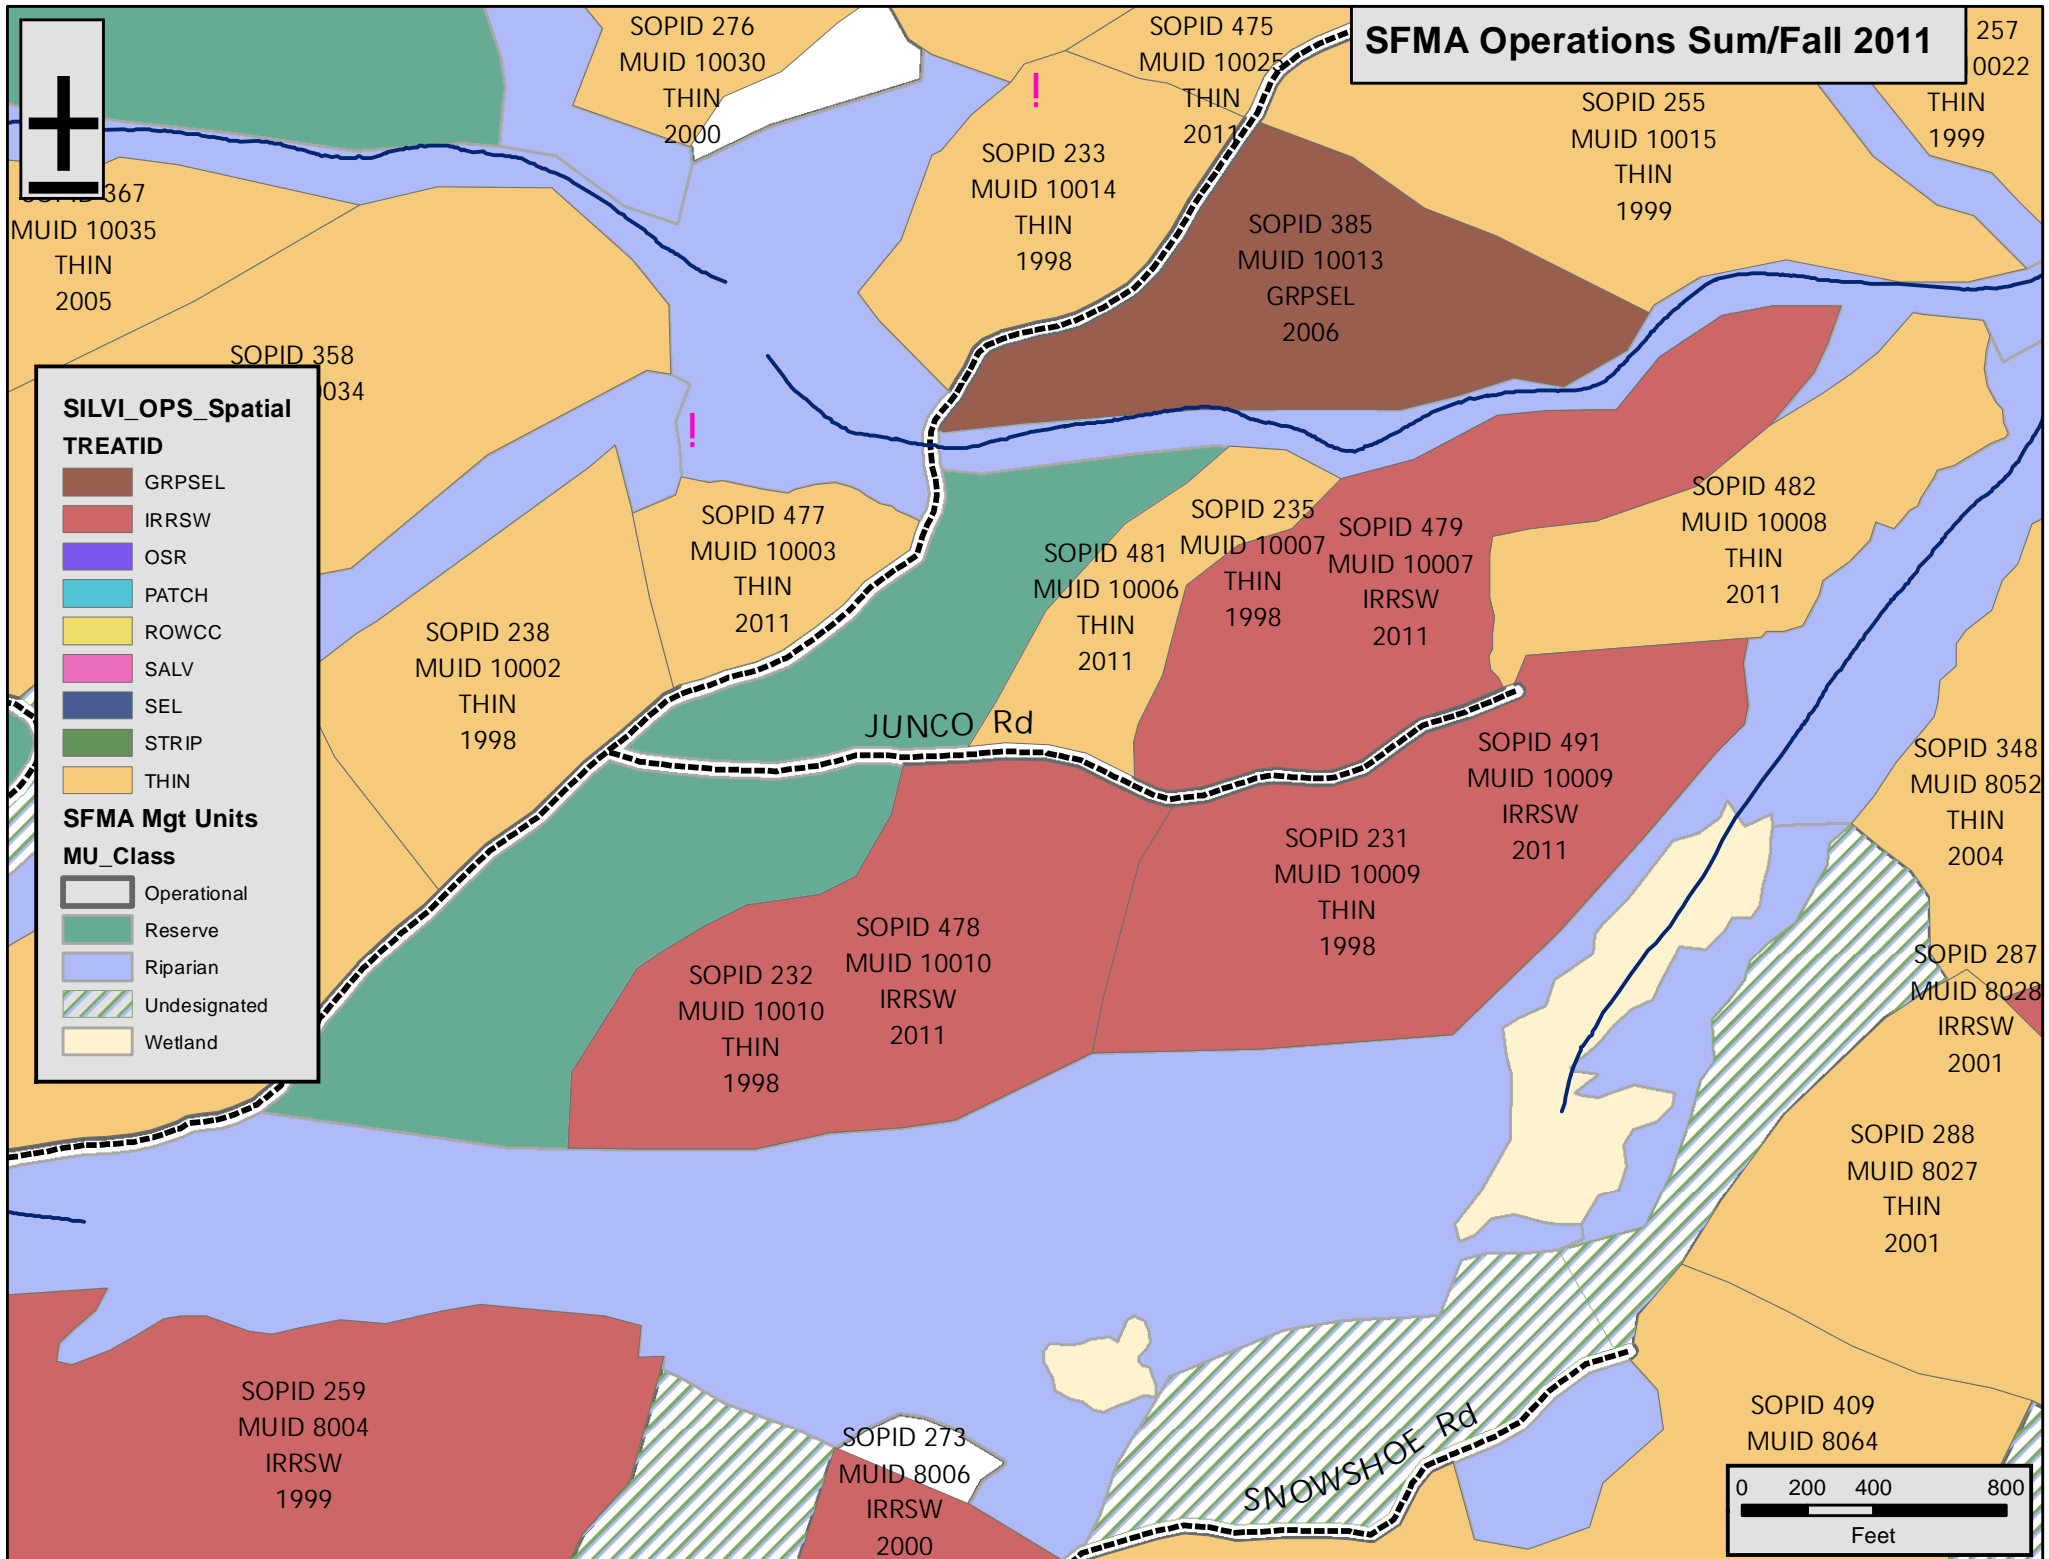 SFMA Operations Sum/Fall 2011
SOPID 276
MUID 10030
THIN
2000
SOPID 475
MUID 10025
THIN
2011
257
0022
THIN
1999
SOPID 255
MUID 10015
THIN
1999
SOPID 233
MUID 10014
THIN
1998
!
367
MUID 10035
THIN
2005
SOPID 385
MUID 10013
GRPSEL
2006
SOPID 358
034
!
SILVI_OPS_Spatial
TREATID
GRPSEL
IRRSW
OSR
PATCH
ROWCC
SALV
SEL
STRIP
THIN
SFMA Mgt Units
MU_Class
Operational
Reserve
Riparian
Undesignated
Wetland
SOPID 477
MUID 10003
THIN
2011
SOPID 481
MUID 10006
THIN
2011
SOPID 235
MUID 10007
THIN
1998
SOPID 479
MUID 10007
IRRSW
2011
SOPID 482
MUID 10008
THIN
2011
SOPID 238
MUID 10002
THIN
1998
JUNCO Rd
SOPID 491
MUID 10009
IRRSW
2011
SOPID 348
MUID 8052
THIN
2004
SOPID 231
MUID 10009
THIN
1998
SOPID 478
MUID 10010
IRRSW
2011
SOPID 232
MUID 10010
THIN
1998
SOPID 287
MUID 8028
IRRSW
2001
SOPID 288
MUID 8027
THIN
2001
SOPID 259
MUID 8004
IRRSW
1999
SOPID 273
MUID 8006
IRRSW
2000
SNOWSHOE Rd
SOPID 409
MUID 8064
0 200 400 800
Feet